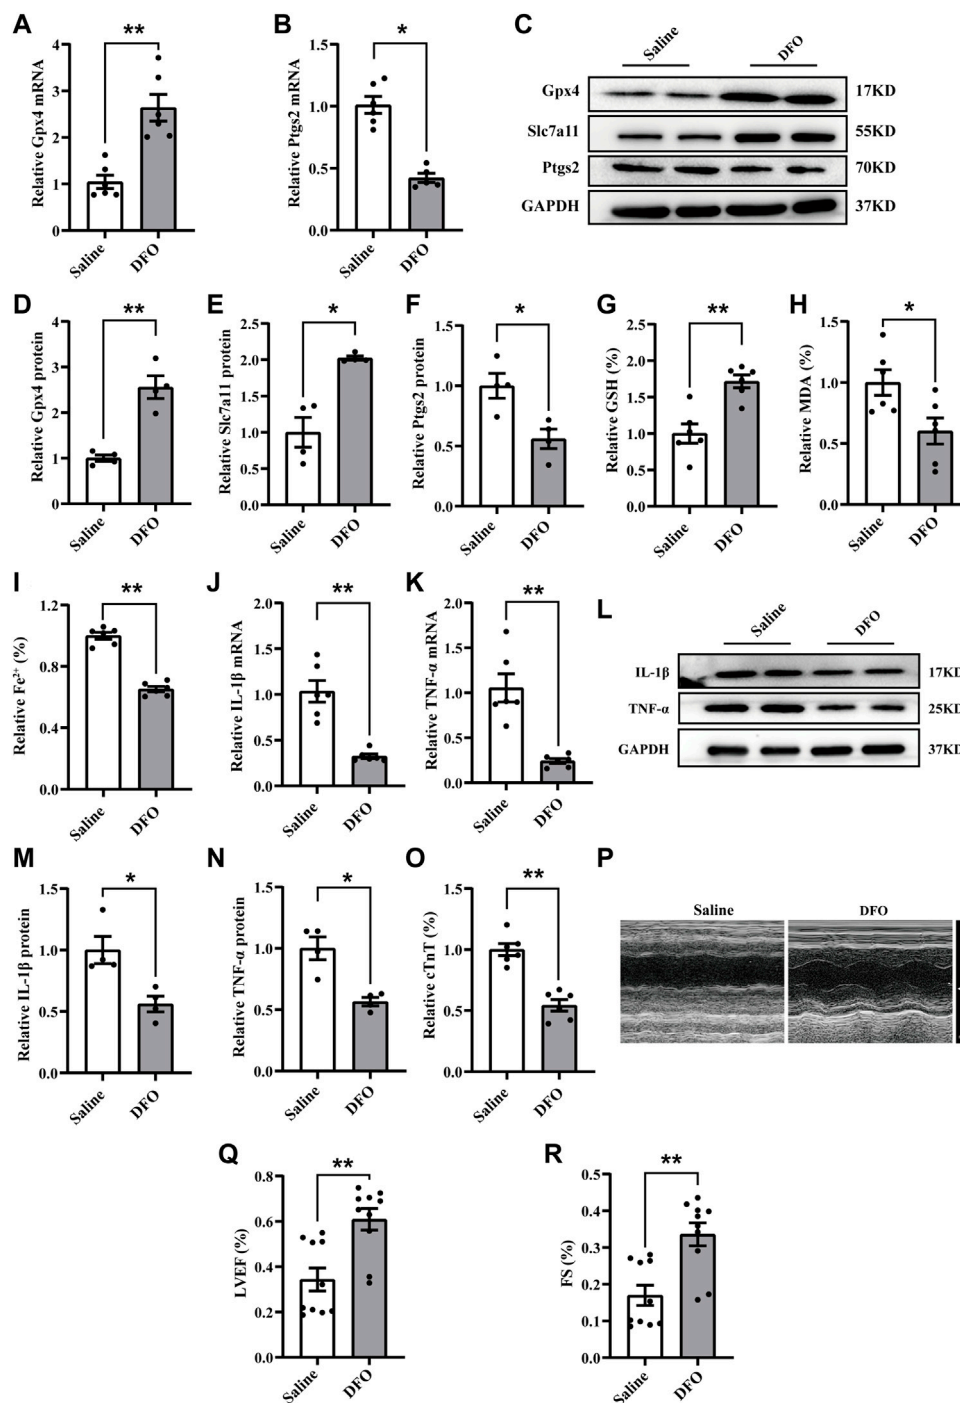 A
**
Relative Gpx4 mRNA
4
3
2
1
0
Saline
DFO
B
*
Relative Ptgs2 mRNA
1.5
1.0
0.5
0.0
Saline
DFO
C
Saline
DFO
Gpx4
17KD
Slc7a11
55KD
Ptgs2
70KD
GAPDH
37KD
D
**
Relative Gpx4 protein
4
3
2
1
0
Saline
DFO
E
*
Relative Slc7a11 protein
2.5
2.0
1.5
1.0
0.5
0.0
Saline
DFO
F
*
Relative Ptgs2 protein
1.5
1.0
0.5
0.0
Saline
DFO
G
**
Relative GSH (%)
2.5
2.0
1.5
1.0
0.5
0.0
Saline
DFO
H
*
Relative MDA (%)
1.5
1.0
0.5
0.0
Saline
DFO
I
**
Relative Fe²⁺ (%)
1.2
0.8
0.4
0.0
Saline
DFO
J
**
Relative IL-1β mRNA
2.0
1.5
1.0
0.5
0.0
Saline
DFO
K
**
Relative TNF-α mRNA
2.0
1.5
1.0
0.5
0.0
Saline
DFO
L
Saline
DFO
IL-1β
17KD
TNF-α
25KD
GAPDH
37KD
M
*
Relative IL-1β protein
1.5
1.0
0.5
0.0
Saline
DFO
N
*
Relative TNF-α protein
1.5
1.0
0.5
0.0
Saline
DFO
O
**
Relative cTnT (%)
1.5
1.0
0.5
0.0
Saline
DFO
P
Saline
DFO
Q
**
LVEF (%)
0.8
0.6
0.4
0.2
0.0
Saline
DFO
R
**
FS (%)
0.5
0.4
0.3
0.2
0.1
0.0
Saline
DFO